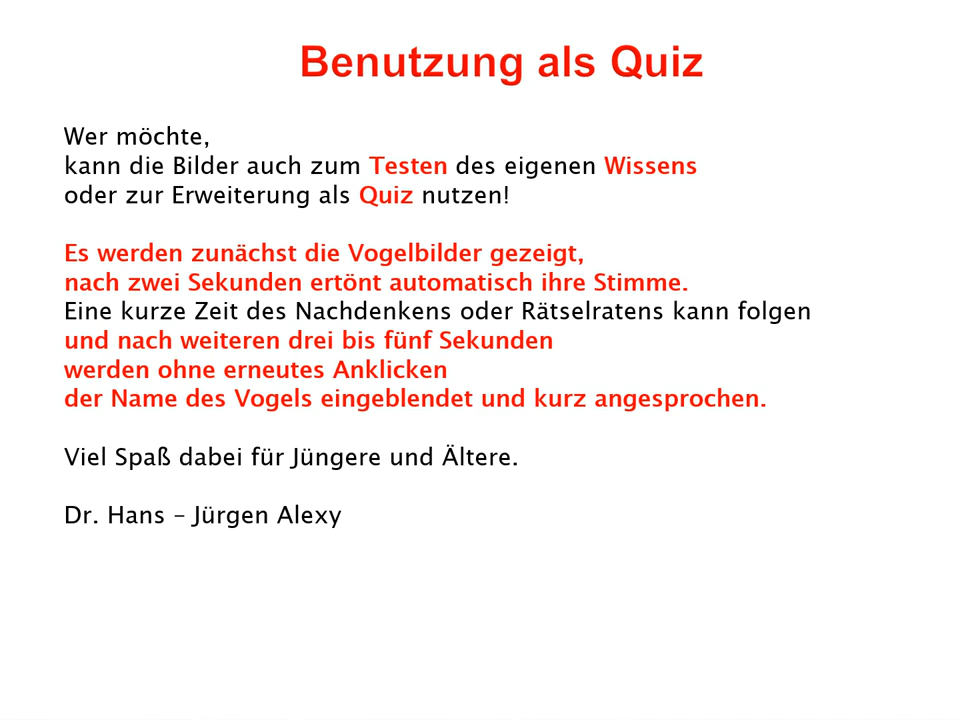 Benutzung als Quiz
Wer möchte,
kann die Bilder auch zum Testen des eigenen Wissens
oder zur Erweiterung als Quiz nutzen!
Es werden zunächst die Vogelbilder gezeigt,
nach zwei Sekunden ertönt automatisch ihre Stimme.
Eine kurze Zeit des Nachdenkens oder Rätselratens kann folgen
und nach weiteren drei bis fünf Sekunden
werden ohne erneutes Anklicken
der Name des Vogels eingeblendet und kurz angesprochen.
Viel Spaß dabei für Jüngere und Ältere.
Dr. Hans – Jürgen Alexy